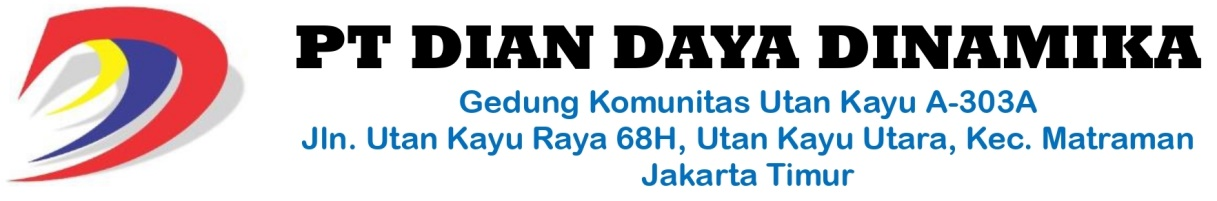 PT DIAN DAYA DINAMIKA
Gedung Komunitas Utan Kayu A-303A
Jln. Utan Kayu Raya 68H, Utan Kayu Utara, Kec. Matraman
Jakarta Timur